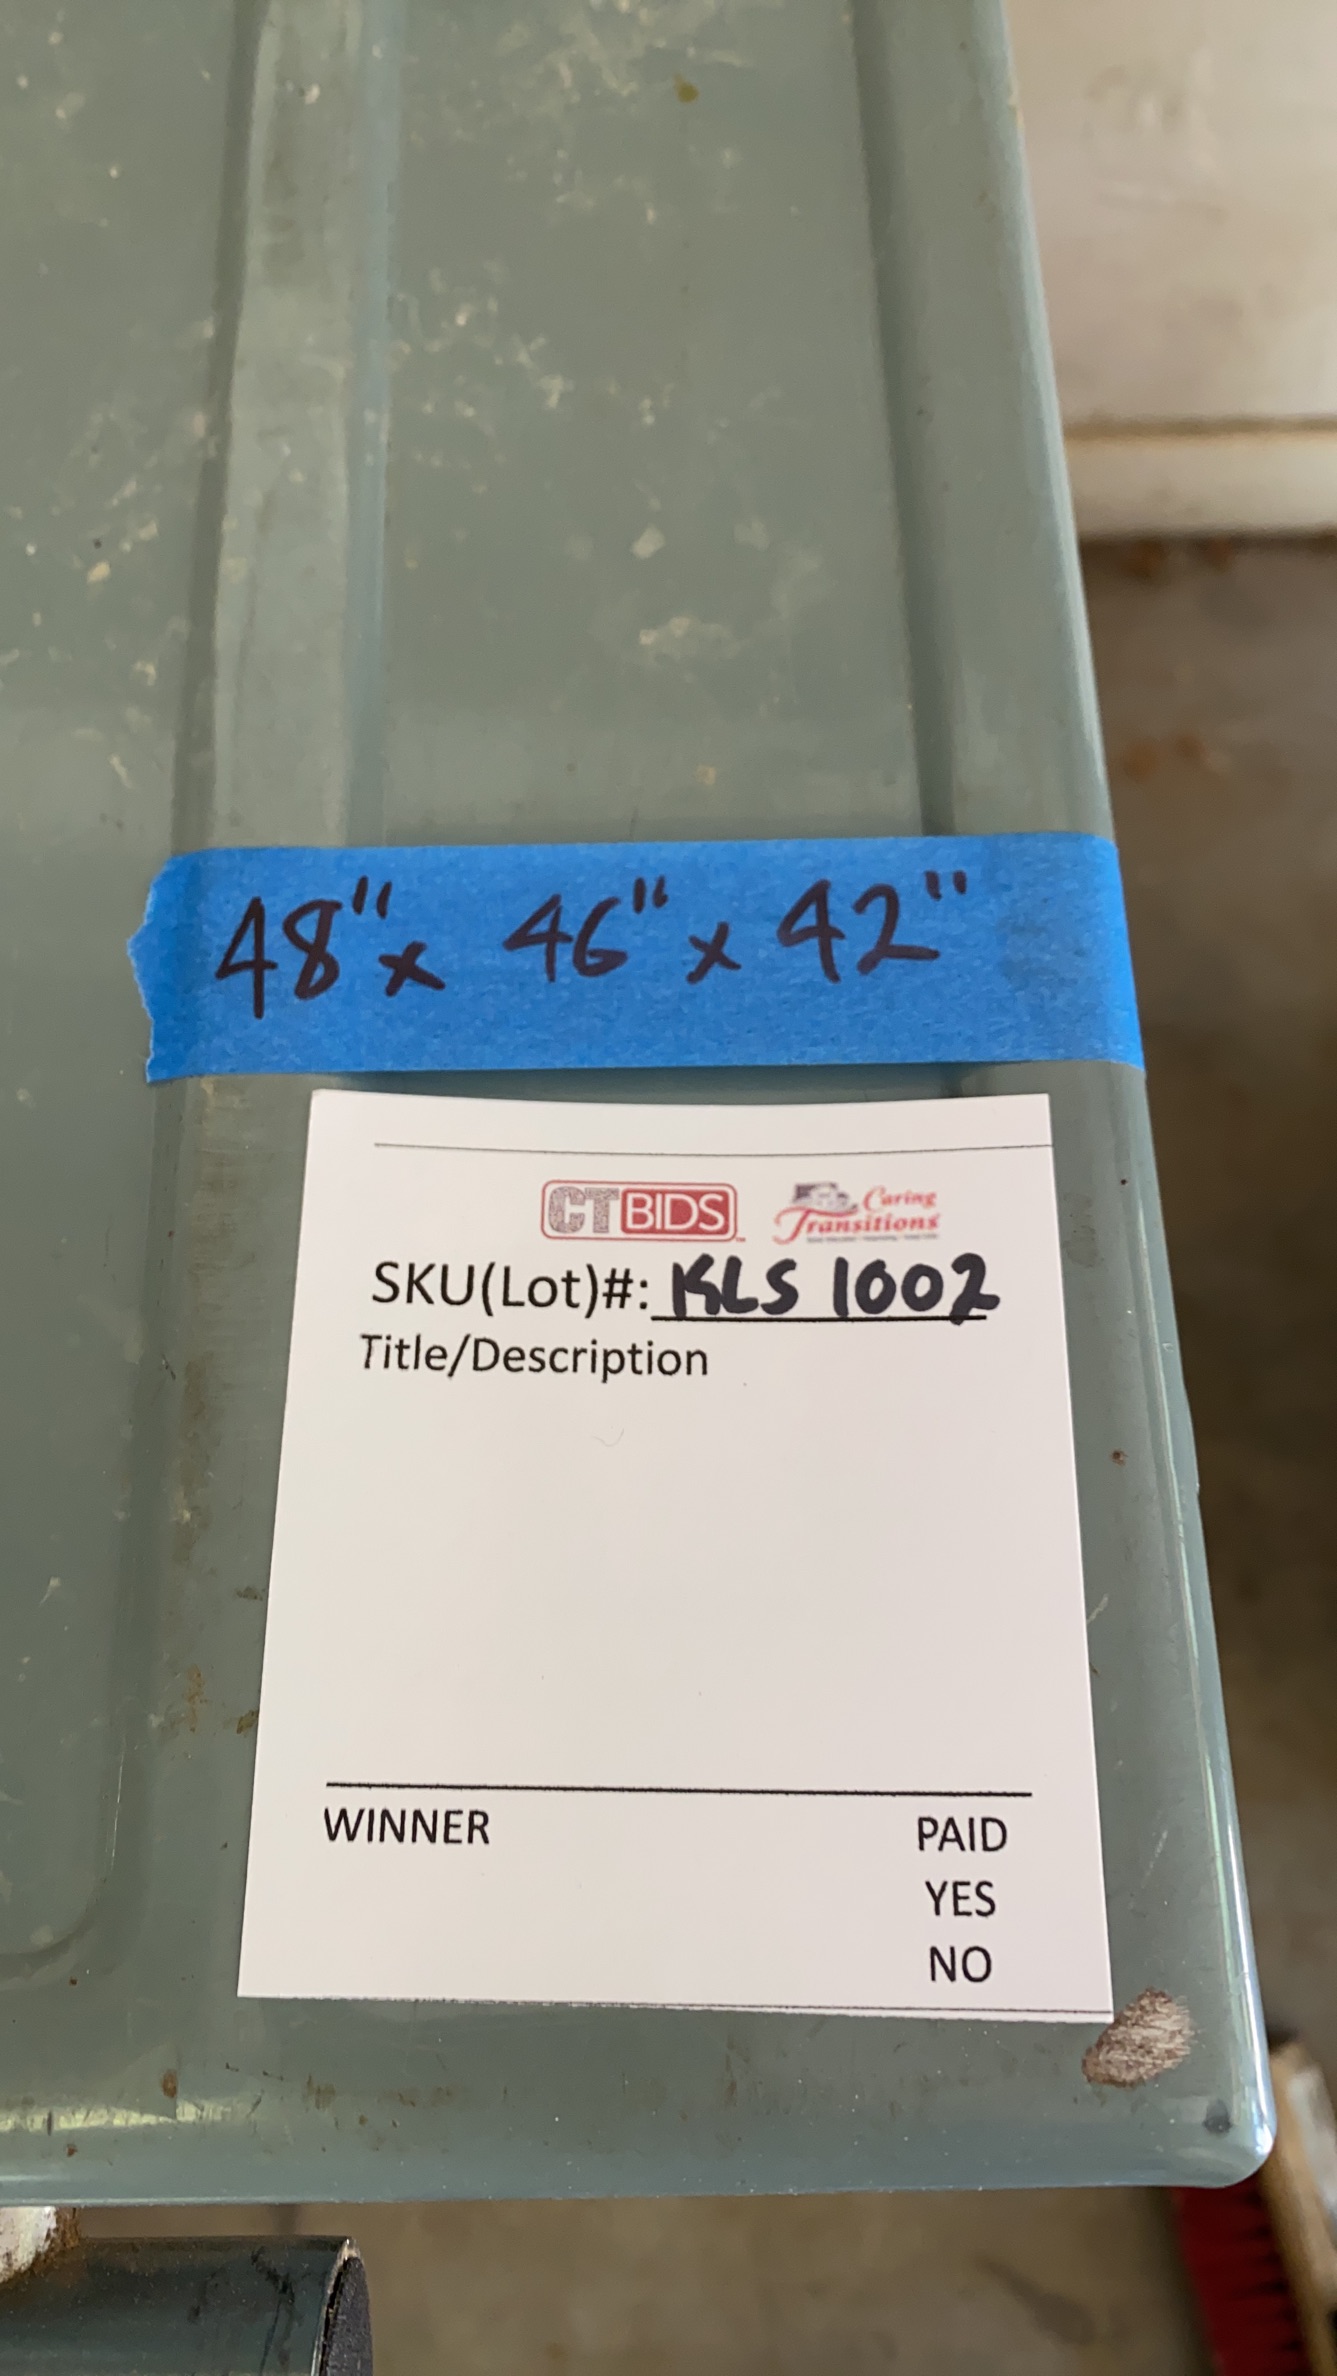 48" x 46" x 42"
CTBIDS
Caring
Transitions
SKU(Lot)#: KLS 1002
Title/Description
WINNER
PAID
YES
NO